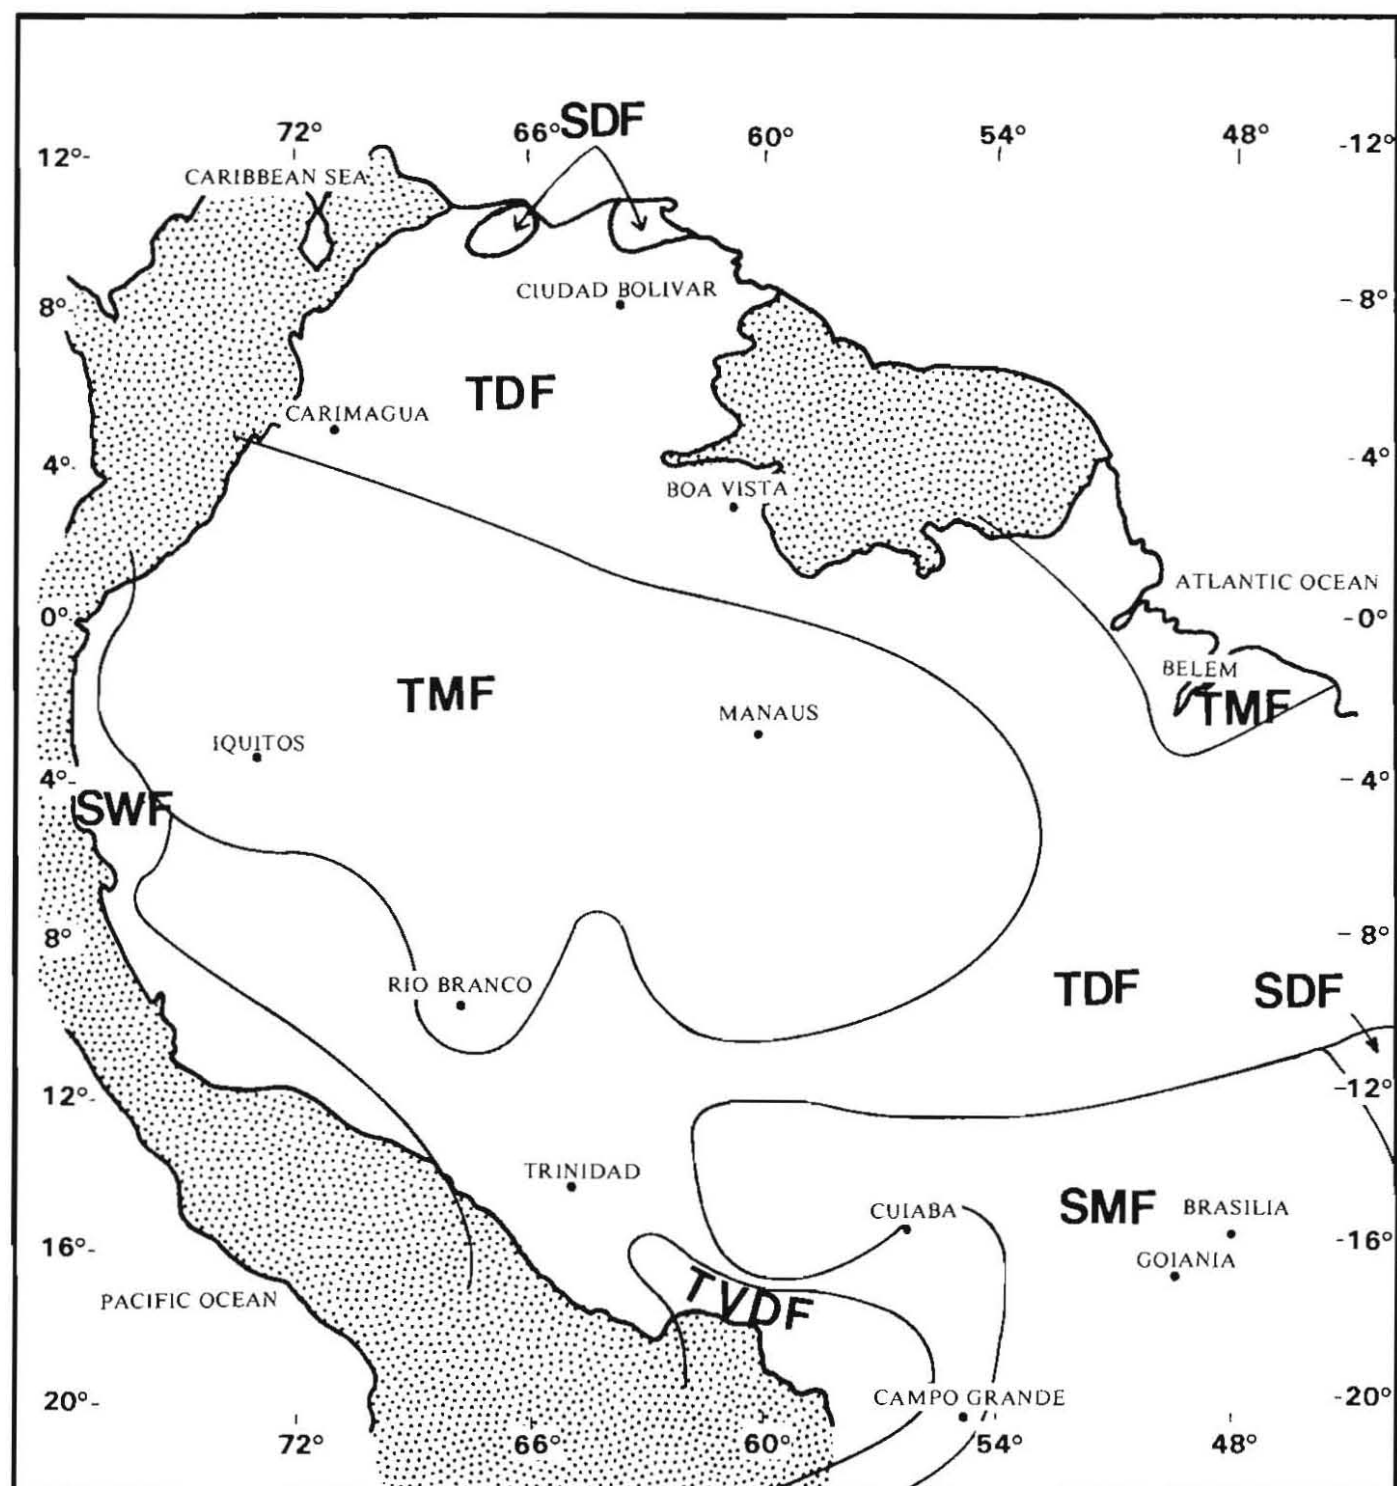 SDF
72° 66° 60° 54° 48°
12°- -12°
CARIBBEAN SEA
CIUDAD BOLIVAR
8°- -8°
TDF
CARIMAGUA
4°- -4°
BOA VISTA
ATLANTIC OCEAN
0°- -0°
BELEM
TMF TMF
MANAUS
IQUITOS
4°- -4°
SWF
8°- -8°
RIO BRANCO
TDF SDF
12°- -12°
TRINIDAD
CUIABA SMF BRASILIA
16°- -16°
GOIANIA
PACIFIC OCEAN
TVDF
CAMPO GRANDE
20°- -20°
72° 66° 60° 54° 48°